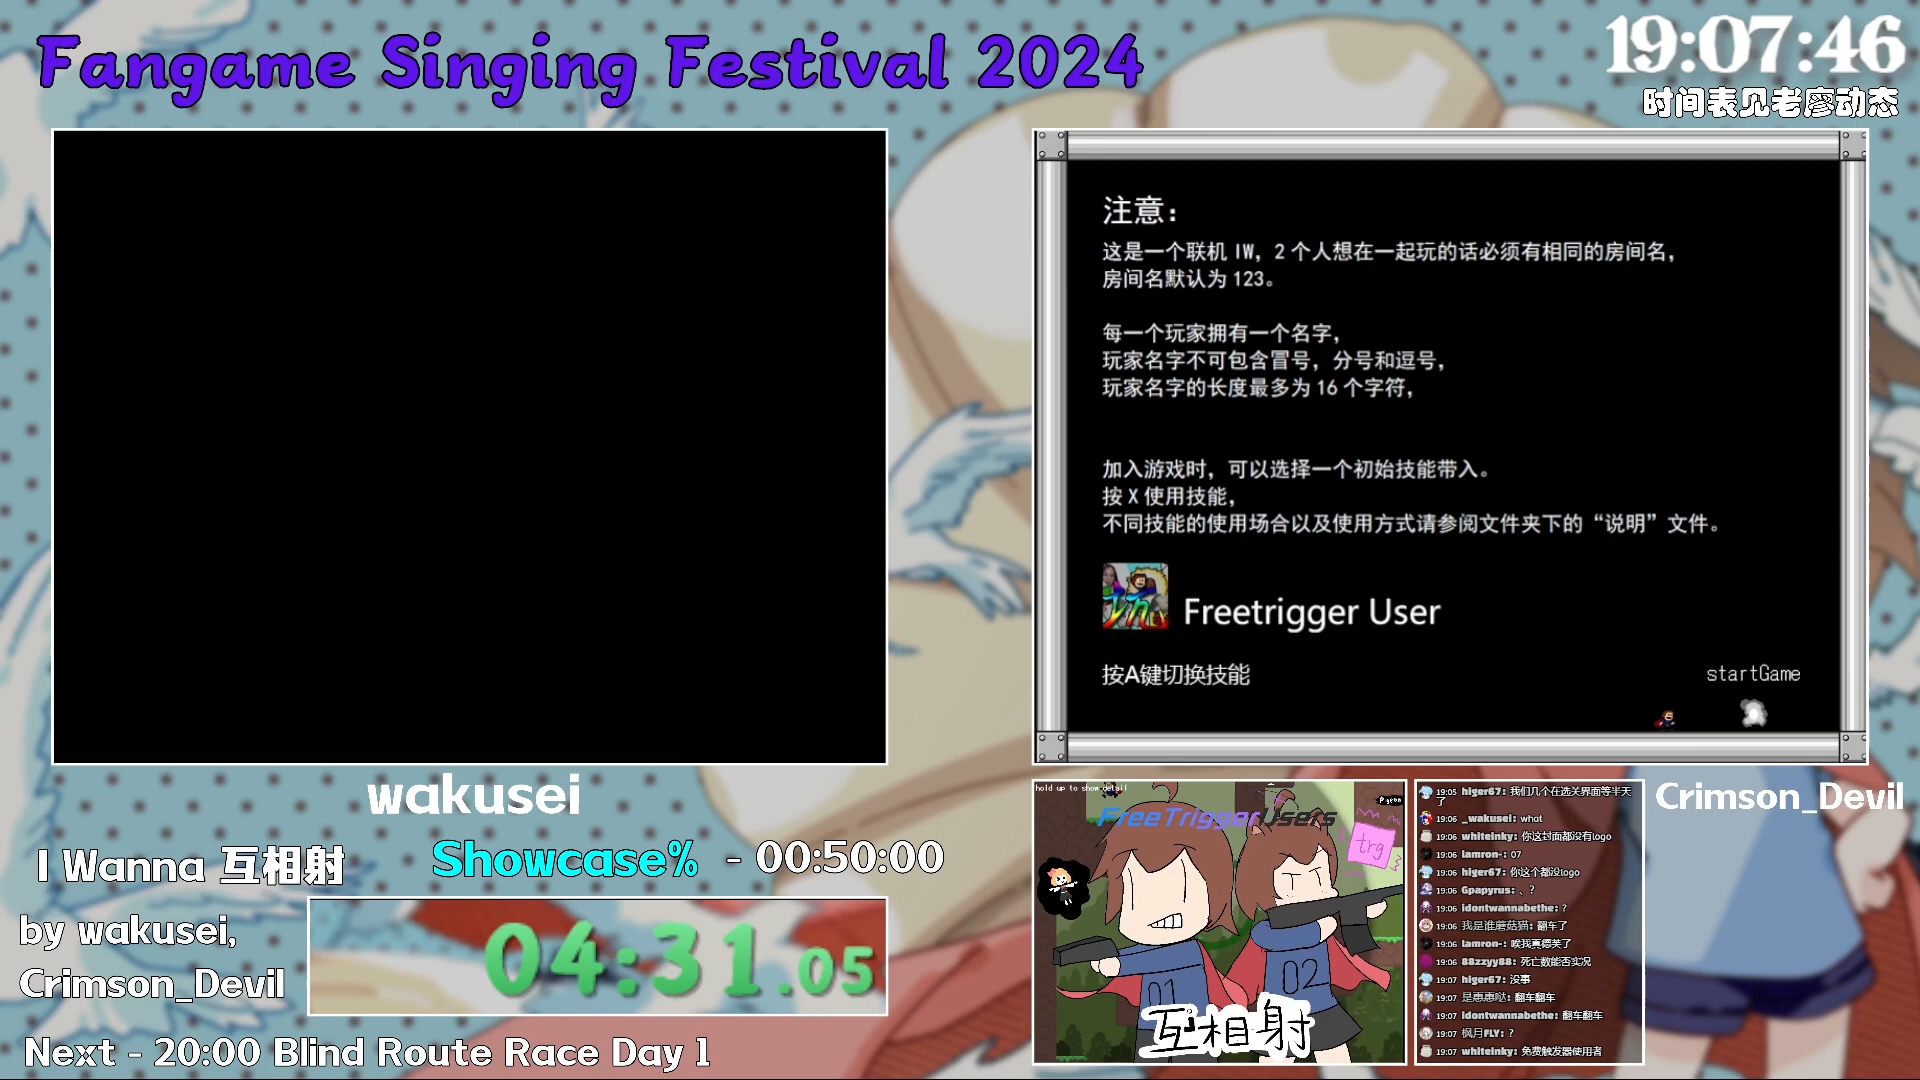 Fangame Singing Festival 2024
19:07:46
时间表见老廖动态
注意：
这是一个联机 IW，2 个人想在一起玩的话必须有相同的房间名，
房间名默认为 123。
每一个玩家拥有一个名字，
玩家名字不可包含冒号，分号和逗号，
玩家名字的长度最多为 16 个字符，
加入游戏时，可以选择一个初始技能带入。
按 X 使用技能，
不同技能的使用场合以及使用方式请参阅文件夹下的“说明”文件。
Freetrigger User
按A键切换技能
startGame
wakusei
I Wanna 互相射
Showcase% - 00:50:00
by wakusei,
Crimson_Devil
04:31.05
Next - 20:00 Blind Route Race Day 1
hold up to show detail
FreeTriggerUsers
trg
01
02
互相射
19:05 higer67: 我们几个在选关界面等半天
了
19:06 _wakusei: what
19:06 whiteinky: 你这封面都没有logo
19:06 lamron-: 07
19:06 higer67: 你这个都没logo
19:06 Gpapyrus: 、?
19:06 idontwannabethe: ?
19:06 我是谁蘑菇猫: 翻车了
19:06 lamron-: 唉我真德芙了
19:06 88zzyy88: 死亡数能否实况
19:07 higer67: 没事
19:07 是惠惠哒: 翻车翻车
19:07 idontwannabethe: 翻车翻车
19:07 枫月FLY: ?
19:07 whiteinky: 免费触发器使用者
Crimson_Devil